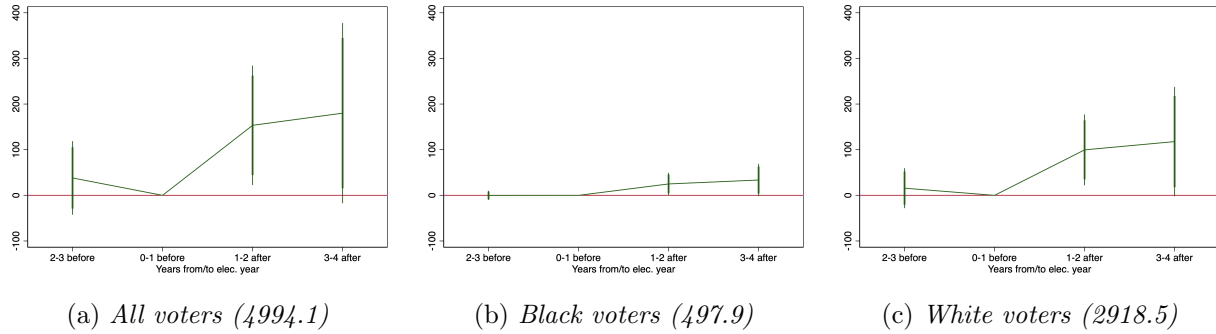 400
300
200
100
0
-100
2-3 before 0-1 before 1-2 after 3-4 after
Years from/to elec. year
(a) All voters (4994.1)
400
300
200
100
0
-100
2-3 before 0-1 before 1-2 after 3-4 after
Years from/to elec. year
(b) Black voters (497.9)
400
300
200
100
0
-100
2-3 before 0-1 before 1-2 after 3-4 after
Years from/to elec. year
(c) White voters (2918.5)